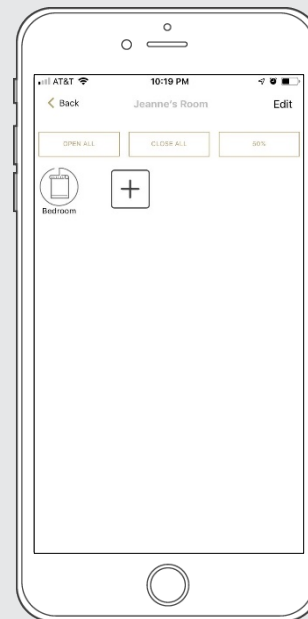 AT&T 10:19 PM
Back Jeanne's Room Edit
OPEN ALL CLOSE ALL 50%
Bedroom